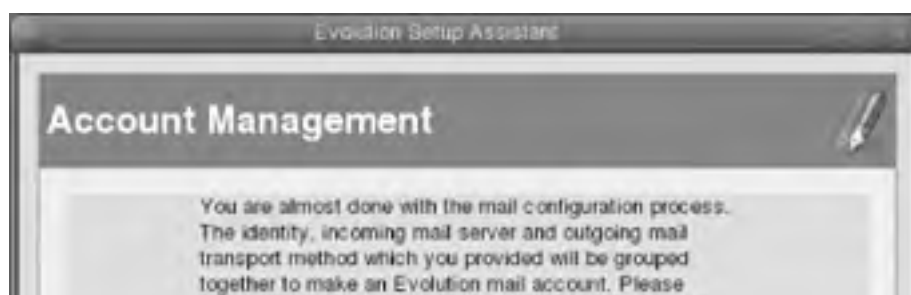 Evolution Setup Assistant
Account Management
You are almost done with the mail configuration process.
The identity, incoming mail server and outgoing mail
transport method which you provided will be grouped
together to make an Evolution mail account. Please